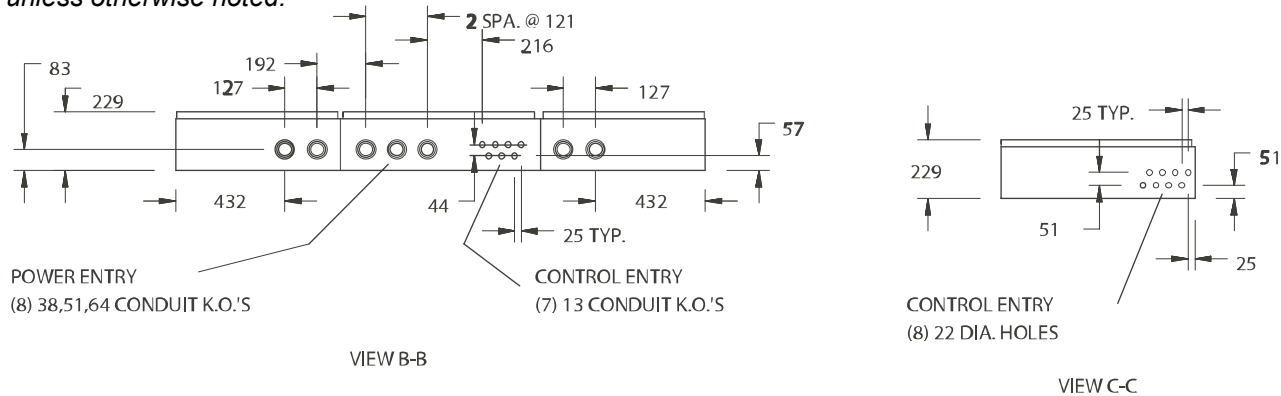 unless otherwise noted.
2 SPA. @ 121
216
192
83
127
127
229
57
432
44
432
25 TYP.
POWER ENTRY
(8) 38,51,64 CONDUIT K.O.'S
CONTROL ENTRY
(7) 13 CONDUIT K.O.'S
VIEW B-B
25 TYP.
51
229
51
25
CONTROL ENTRY
(8) 22 DIA. HOLES
VIEW C-C